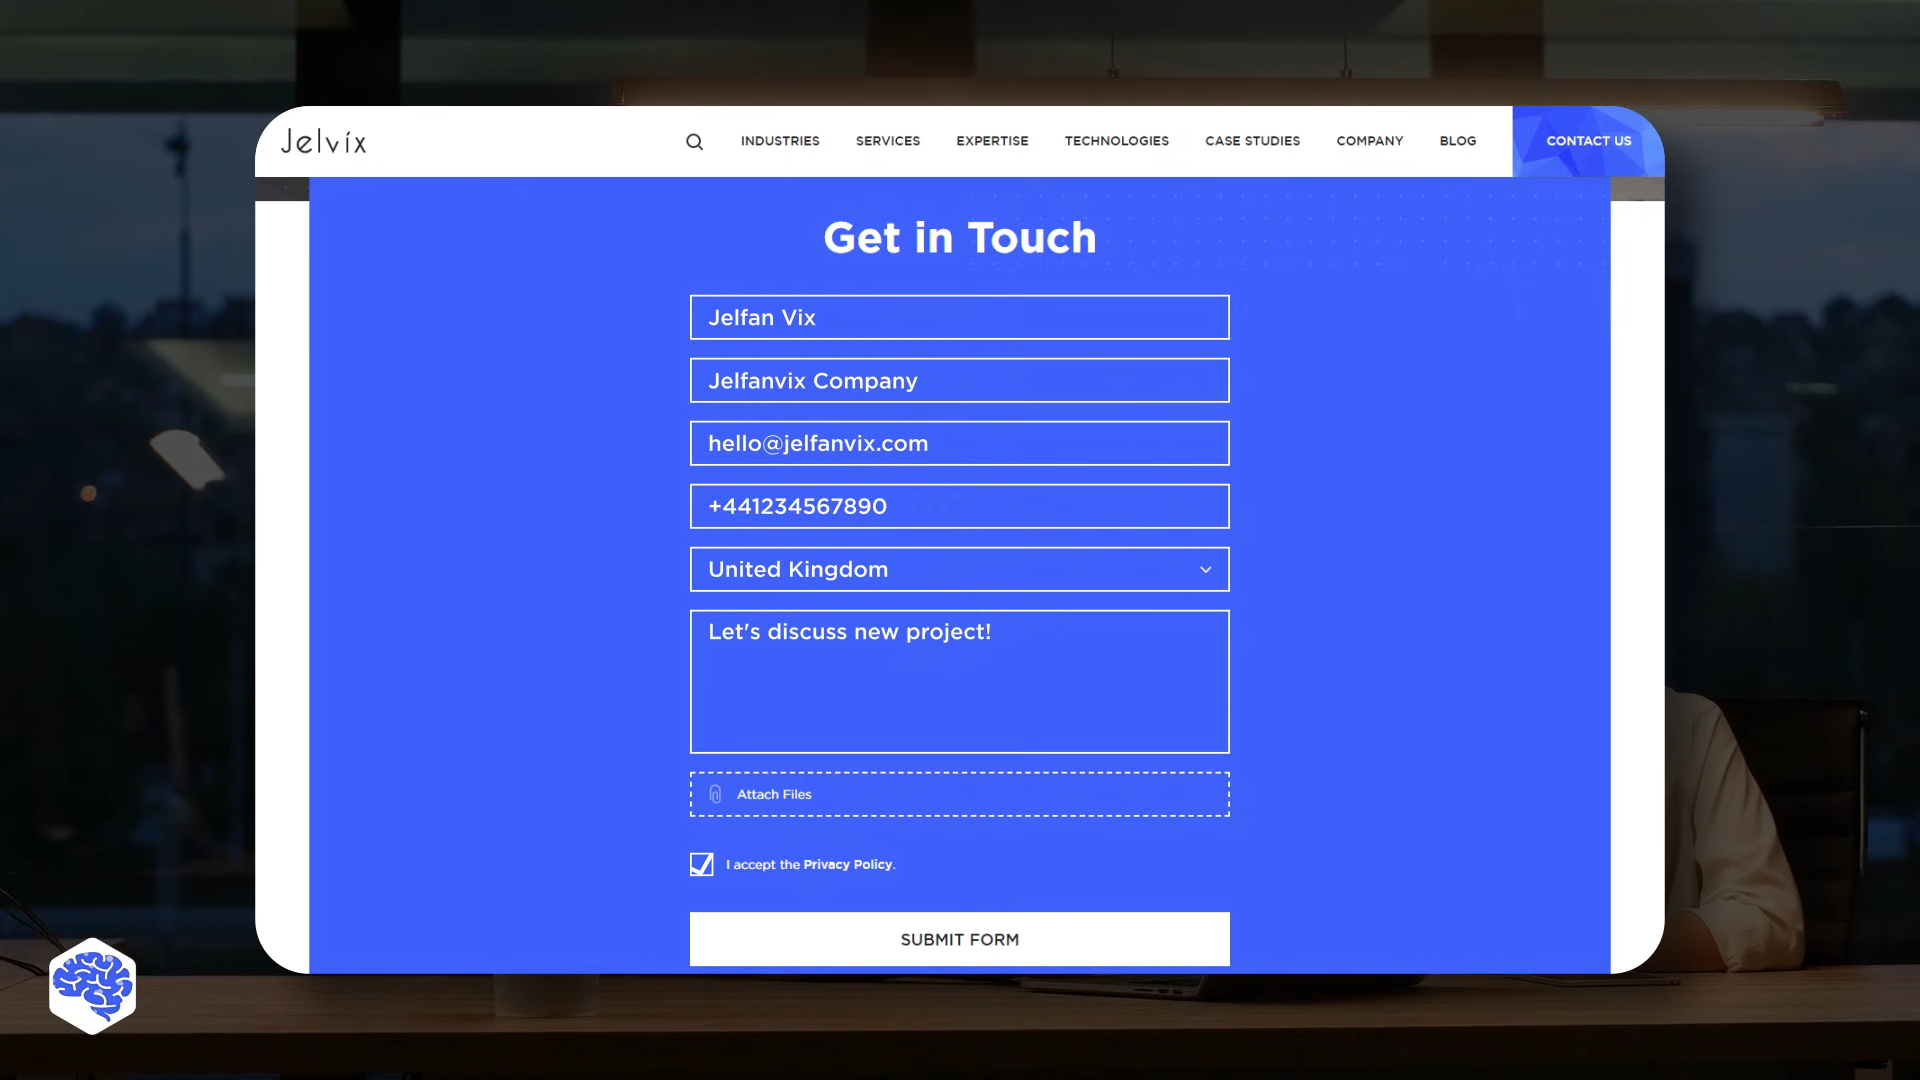 Jelvix
INDUSTRIES
SERVICES
EXPERTISE
TECHNOLOGIES
CASE STUDIES
COMPANY
BLOG
CONTACT US
Get in Touch
Jelfan Vix
Jelfanvix Company
hello@jelfanvix.com
+441234567890
United Kingdom
Let's discuss new project!
Attach Files
I accept the Privacy Policy.
SUBMIT FORM